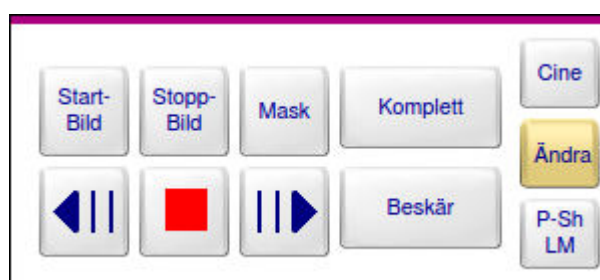 Cine
Start-
Bild
Stopp-
Bild
Mask
Komplett
Ändra
Beskär
P-Sh
LM